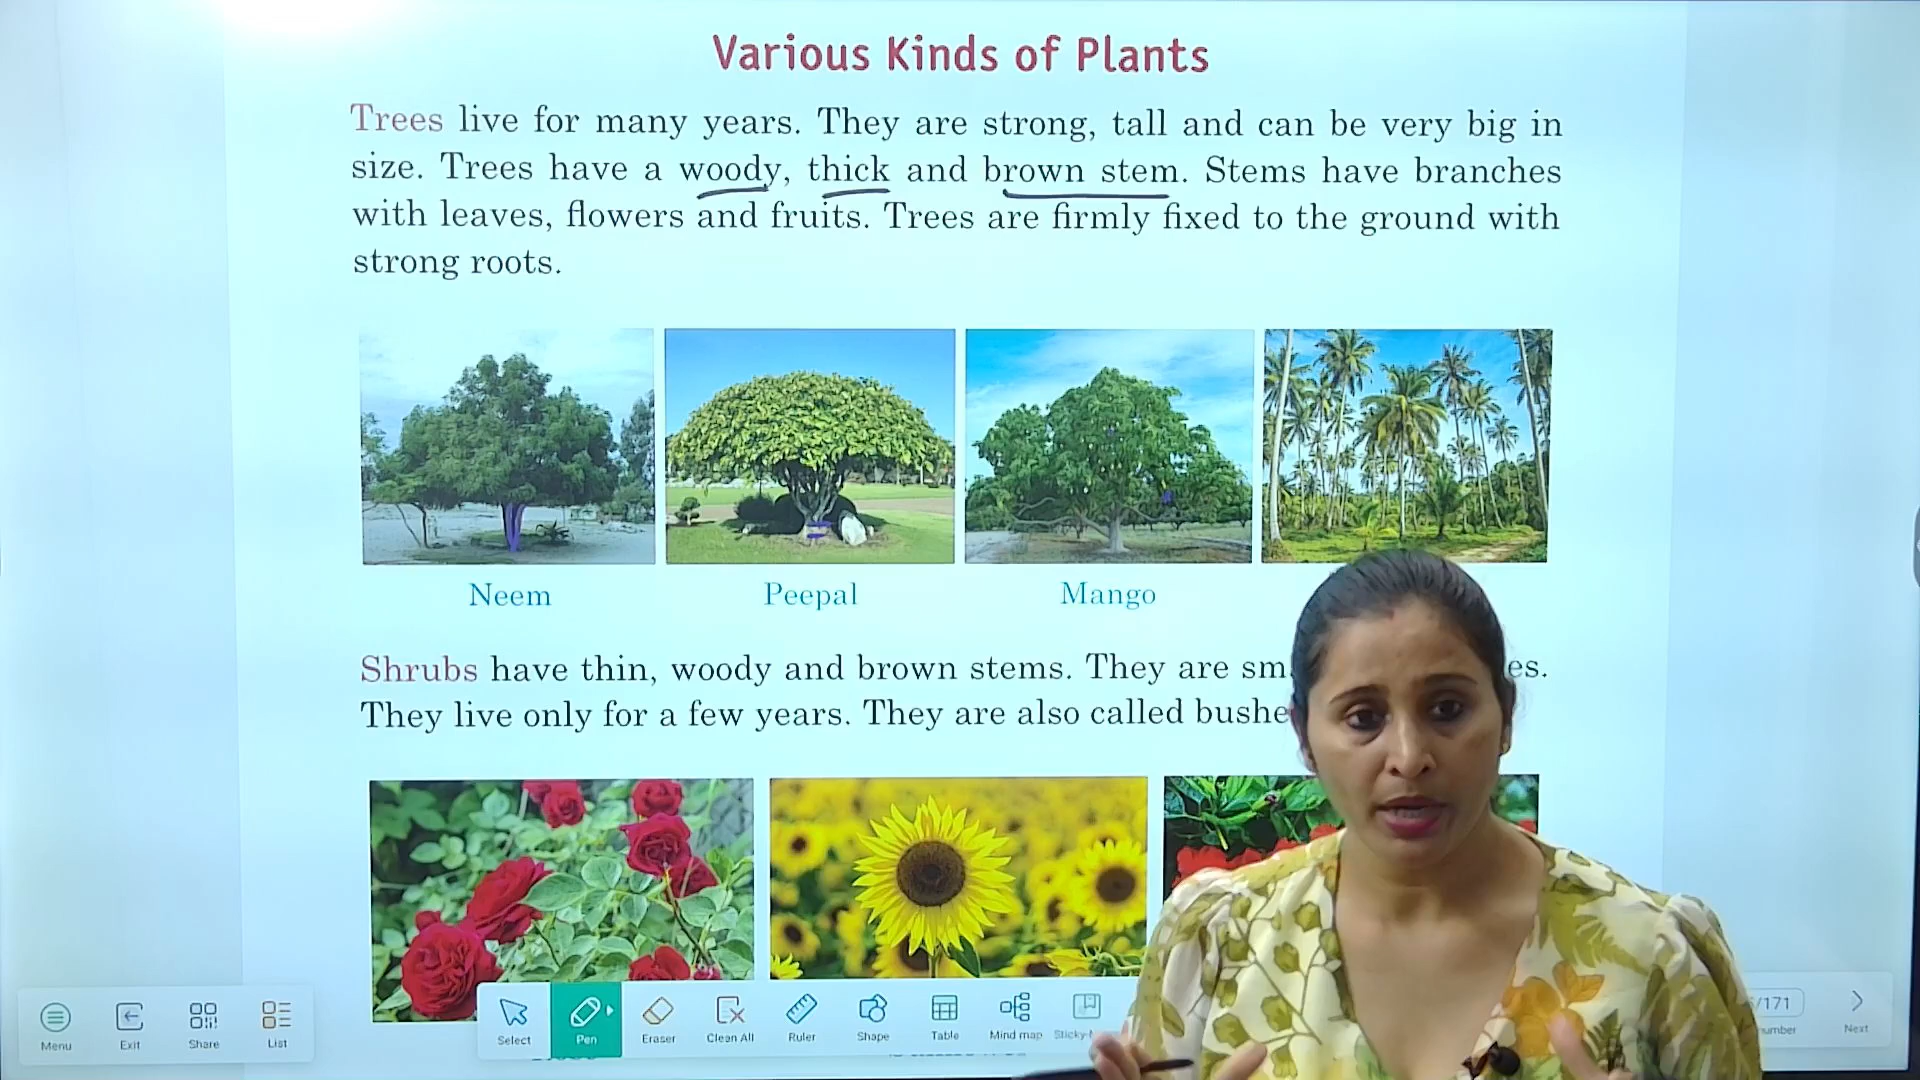 Various Kinds of Plants
Trees live for many years. They are strong, tall and can be very big in
size. Trees have a woody, thick and brown stem. Stems have branches
with leaves, flowers and fruits. Trees are firmly fixed to the ground with
strong roots.
Neem Peepal Mango
Shrubs have thin, woody and brown stems. They are
They live only for a few years. They are also called
Menu Exit Share List Select Pen Eraser Clean All Ruler Shape Table Mind map /171 Next